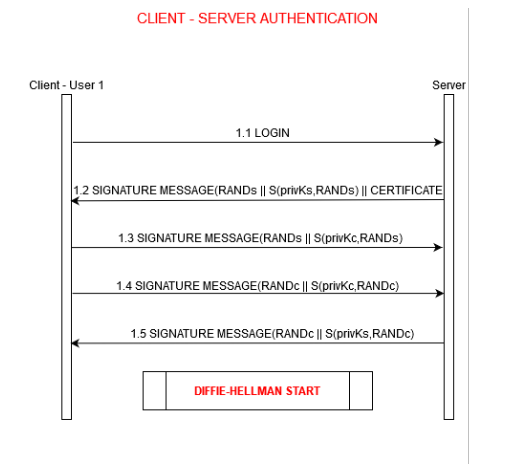 CLIENT - SERVER AUTHENTICATION
Client - User 1
Server
1.1 LOGIN
1.2 SIGNATURE MESSAGE(RANDs || S(privKs,RANDs) || CERTIFICATE
1.3 SIGNATURE MESSAGE(RANDs || S(privKc,RANDs)
1.4 SIGNATURE MESSAGE(RANDc || S(privKc,RANDc)
1.5 SIGNATURE MESSAGE(RANDc || S(privKs,RANDc)
DIFFIE-HELLMAN START